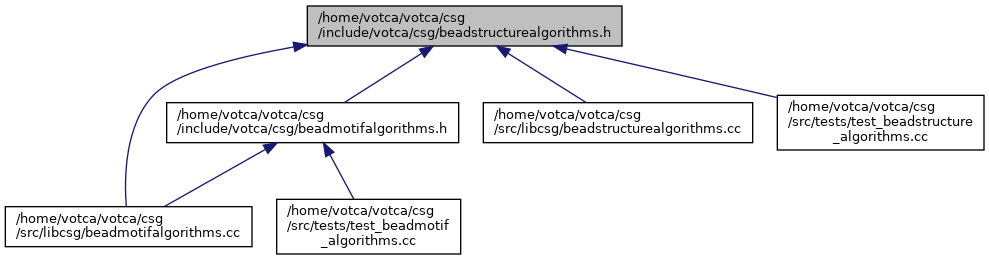 /home/votca/votca/csg
/include/votca/csg/beadstructurealgorithms.h
/home/votca/votca/csg
/include/votca/csg/beadmotifalgorithms.h
/home/votca/votca/csg
/src/libcsg/beadstructurealgorithms.cc
/home/votca/votca/csg
/src/tests/test_beadstructure
_algorithms.cc
/home/votca/votca/csg
/src/libcsg/beadmotifalgorithms.cc
/home/votca/votca/csg
/src/tests/test_beadmotif
_algorithms.cc